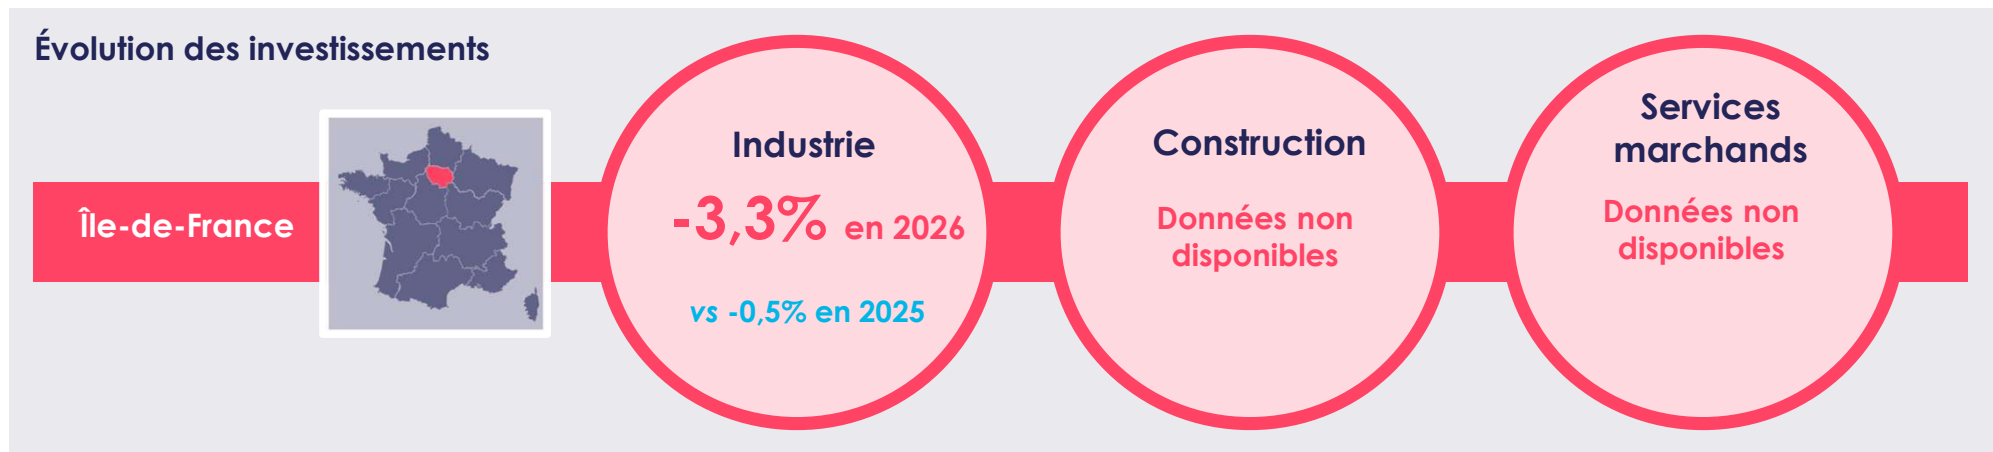 Évolution des investissements
Île-de-France
Industrie
-3,3% en 2026
vs -0,5% en 2025
Construction
Données non
disponibles
Services
marchands
Données non
disponibles